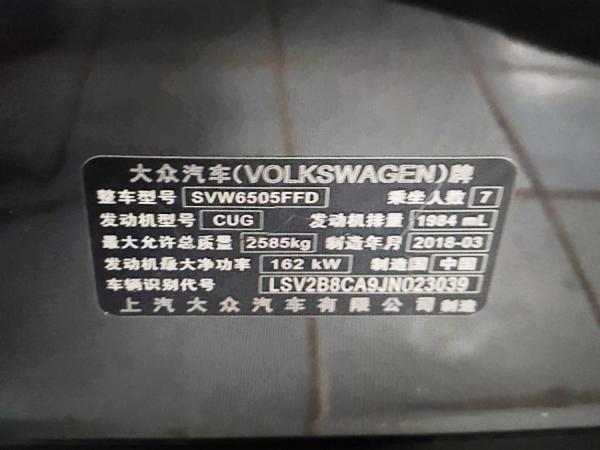 大众汽车(VOLKSWAGEN)牌
整车型号 SVW6505FFD 乘坐人数 7
发动机型号 CUG 发动机排量 1984 mL
最大允许总质量 2585kg 制造年月 2018-03
发动机最大净功率 162 kW 制造国 中国
车辆识别代号 LSV2B8CA9JN023039
上汽大众汽车有限公司 制造